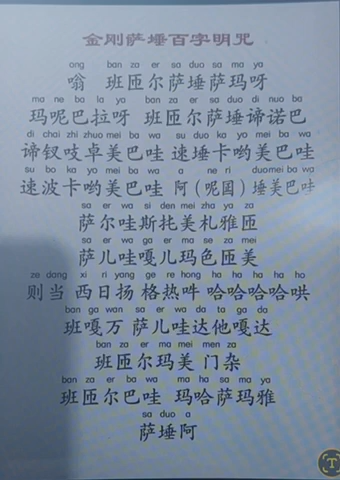 金刚萨埵百字明咒
ang ban za er sa duo sa ma ya
嗡 班匝尔萨埵萨玛呀
ma ne ba la ya ban za er sa duo di nuo ba
玛呢巴拉呀 班匝尔萨埵谛诺巴
di chai zhi zhuo mei ba wa su duo ka yo mei ba wa
谛钗吱卓美巴哇 速埵卡哟美巴哇
su bo ka yo mei ba wa a ne ri duo mei ba wa
速波卡哟美巴哇 阿（呢囸）埵美巴哇
sa er wa si den mei zha ya za
萨尔哇斯托美札雅匝
sa er wa ga er ma se za mei
萨儿哇嘎儿玛色匝美
ze dang xi ri yang ge re hong ha ha ha ha ho
则当 西日扬 格热吽 哈哈哈哈哄
ban ga wan sa er wa da ta ga da
班嘎万 萨儿哇达他嘎达
ban za er ma mei men za
班匝尔玛美 门杂
ban za er ba wa ma ha sa ma ya
班匝尔巴哇 玛哈萨玛雅
sa duo a
萨埵阿